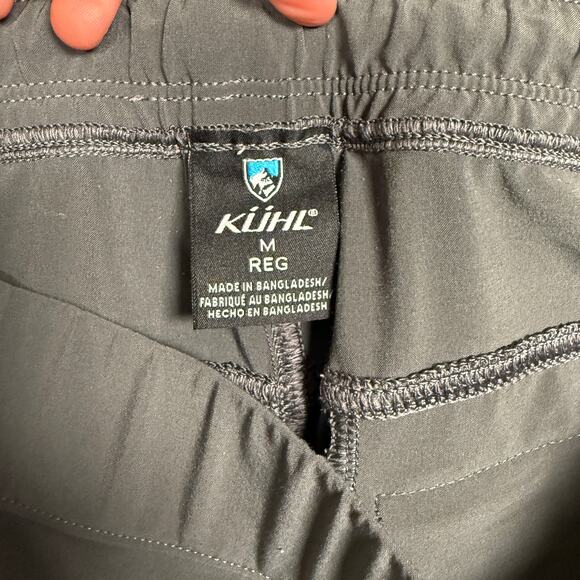 KÜHL®
M
REG
MADE IN BANGLADESH/
FABRIQUÉ AU BANGLADESH/
HECHO EN BANGLADESH